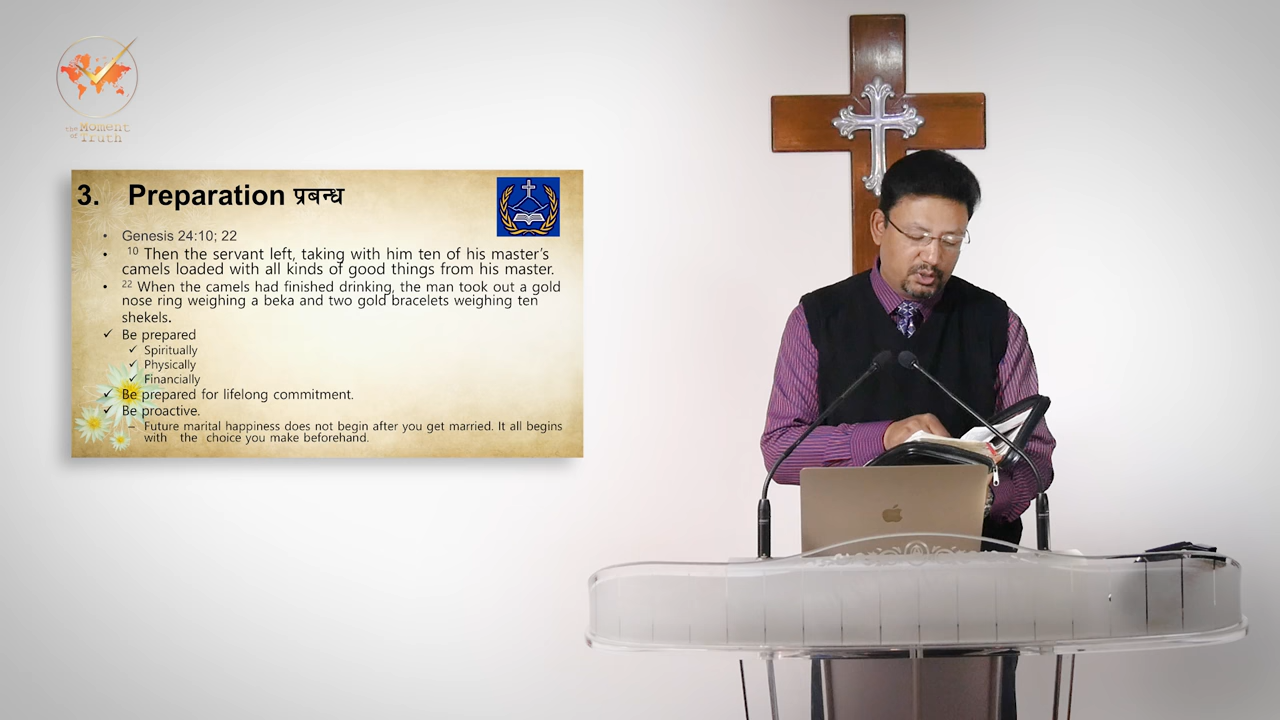 the Moment
of Truth
3. Preparation प्रबन्ध
• Genesis 24:10; 22
• 10 Then the servant left, taking with him ten of his master's
camels loaded with all kinds of good things from his master.
• 22 When the camels had finished drinking, the man took out a gold
nose ring weighing a beka and two gold bracelets weighing ten
shekels.
✓ Be prepared
✓ Spiritually
✓ Physically
✓ Financially
✓ Be prepared for lifelong commitment.
✓ Be proactive.
– Future marital happiness does not begin after you get married. It all begins
with the choice you make beforehand.